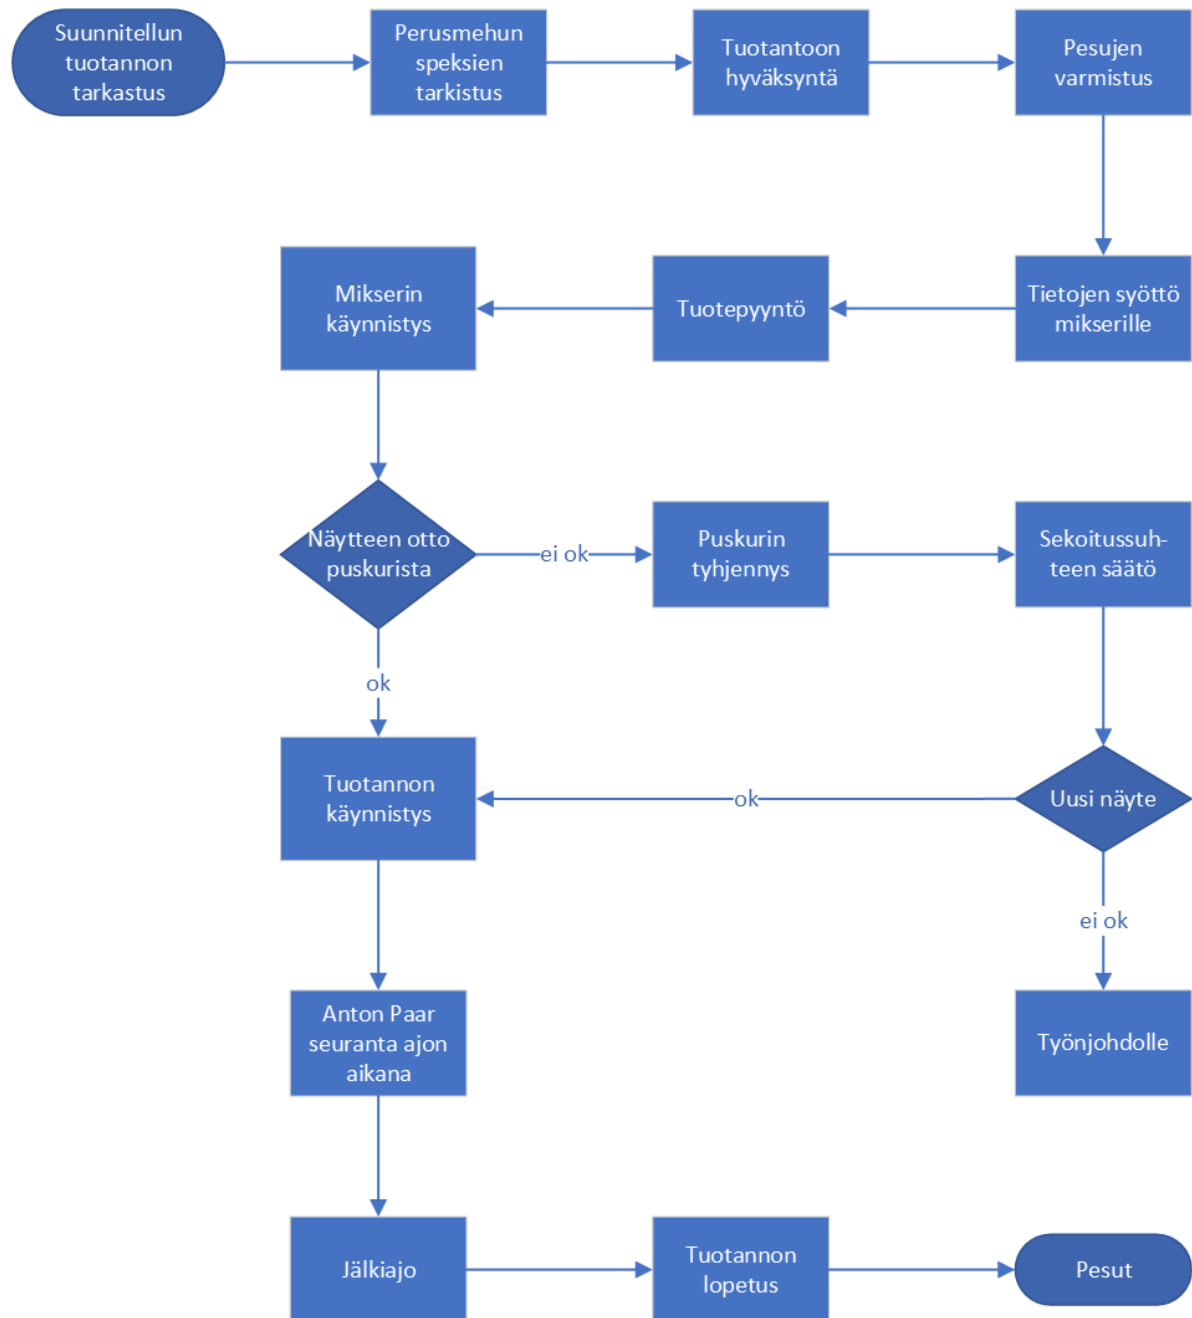 Suunnitellun
tuotannon
tarkastus
Perusmehun
speksien
tarkistus
Tuotantoon
hyväksyntä
Pesujen
varmistus
Tietojen syöttö
mikserille
Tuotepyyntö
Mikserin
käynnistys
Näytteen otto
puskurista
ei ok
Puskurin
tyhjennys
Sekoitussuh-
teen säätö
ok
Tuotannon
käynnistys
ok
Uusi näyte
ei ok
Työnjohdolle
Anton Paar
seuranta ajon
aikana
Jälkiajo
Tuotannon
lopetus
Pesut